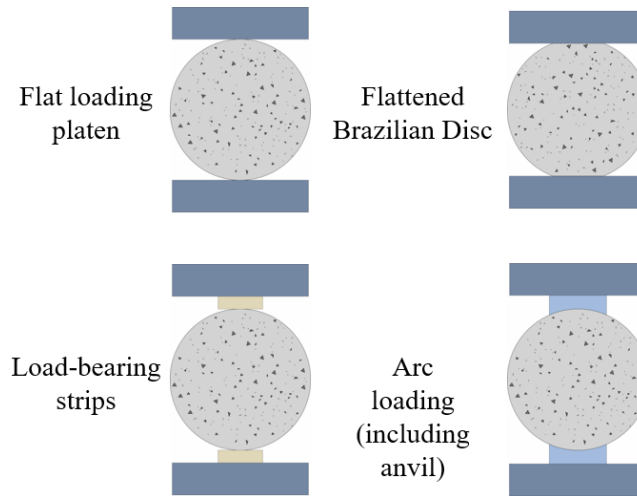 Flat loading
platen
Flattened
Brazilian Disc
Load-bearing
strips
Arc
loading
(including
anvil)